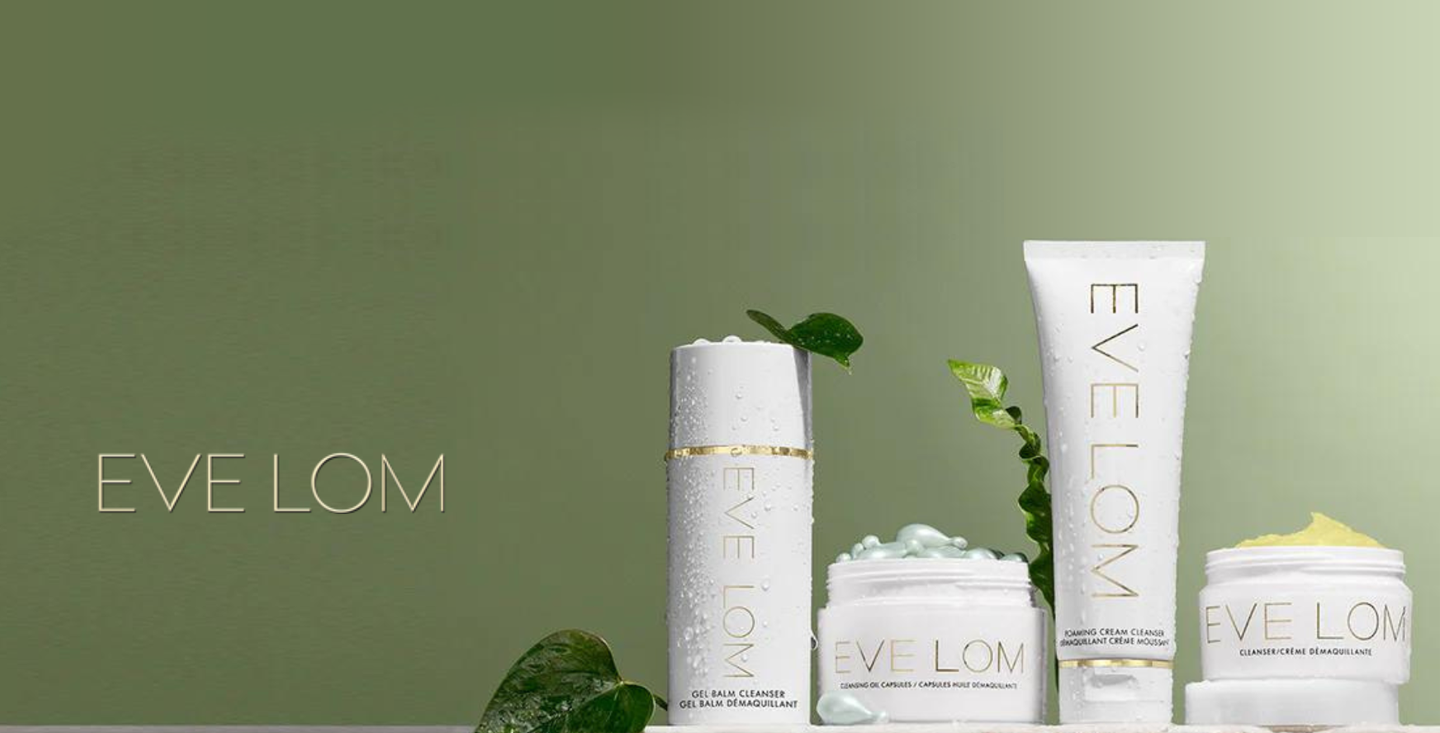 EVE LOM
EVE LOM
GEL BALM CLEANSER
GEL BALM DÉMAQUILLANT
EVE LOM
CLEANSING OIL CAPSULES / CAPSULES HUILE DÉMAQUILLANTE
EVE LOM
FOAMING CREAM CLEANSER
DÉMAQUILLANT CRÈME MOUSSANT
EVE LOM
CLEANSER/CRÈME DÉMAQUILLANTE